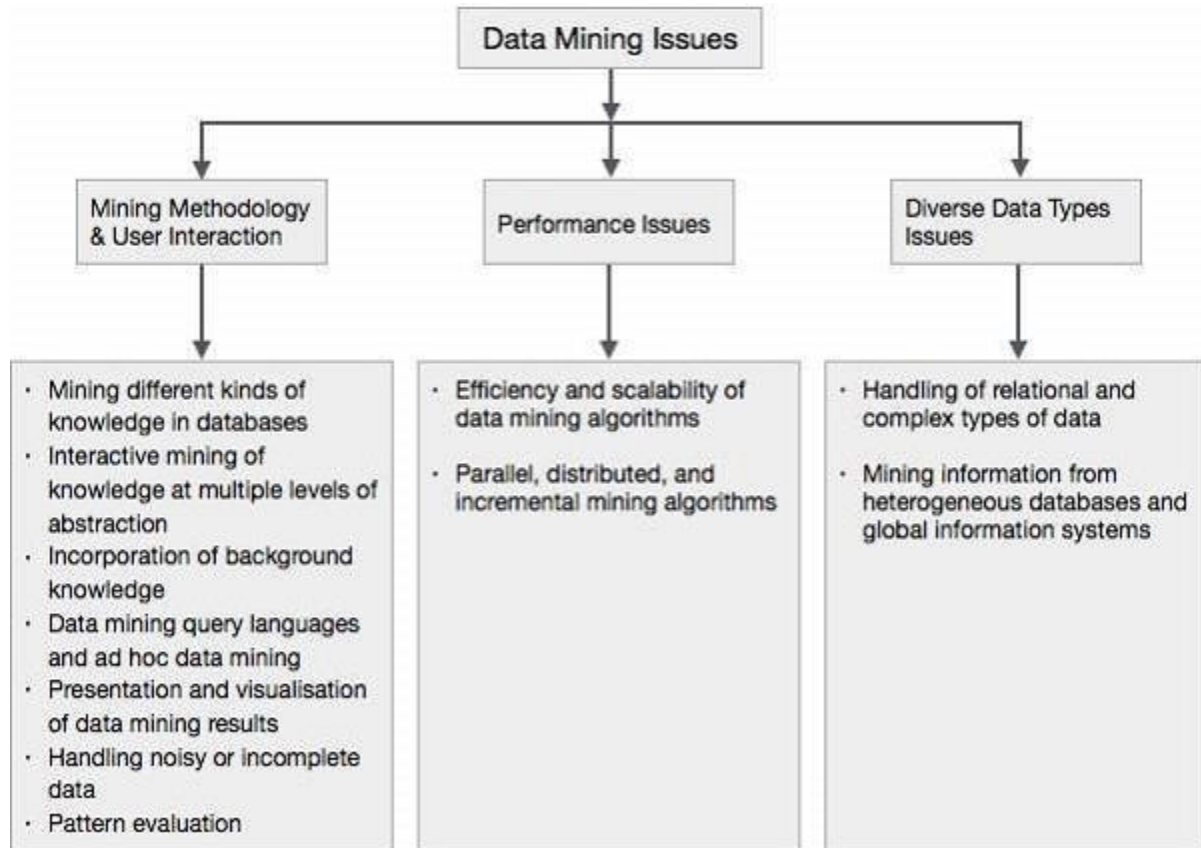 Data Mining Issues
Mining Methodology
& User Interaction
Performance Issues
Diverse Data Types
Issues
· Mining different kinds of
knowledge in databases
· Interactive mining of
knowledge at multiple levels of
abstraction
· Incorporation of background
knowledge
· Data mining query languages
and ad hoc data mining
· Presentation and visualisation
of data mining results
· Handling noisy or incomplete
data
· Pattern evaluation
· Efficiency and scalability of
data mining algorithms
· Parallel, distributed, and
incremental mining algorithms
· Handling of relational and
complex types of data
· Mining information from
heterogeneous databases and
global information systems